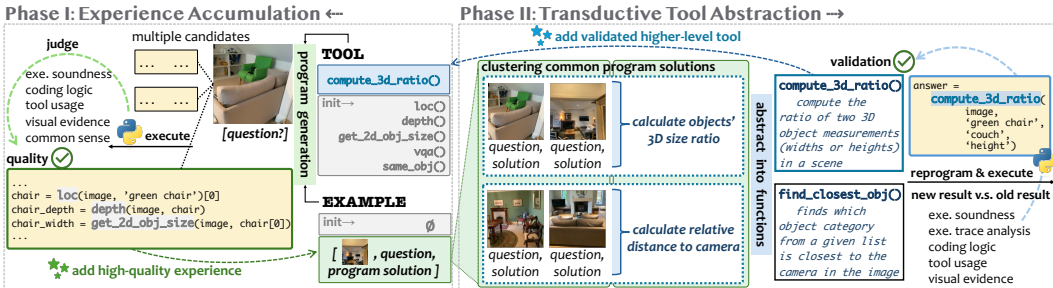 Phase I: Experience Accumulation
Phase II: Transductive Tool Abstraction
judge
exe. soundness
coding logic
tool usage
visual evidence
common sense
multiple candidates
... ...
... ...
execute
[question?]
quality
...
chair = loc(image, 'green chair')[0]
chair_depth = depth(image, chair)
chair_width = get_2d_obj_size(image, chair[0])
...
add high-quality experience
program generation
TOOL
compute_3d_ratio()
init→
loc()
depth()
get_2d_obj_size()
vqa()
same_obj()
EXAMPLE
init→ ∅
[ , question,
program solution ]
add validated higher-level tool
clustering common program solutions
question,
solution
question,
solution
calculate objects'
3D size ratio
question,
solution
question,
solution
calculate relative
distance to camera
abstract into functions
compute_3d_ratio()
compute the
ratio of two 3D
object measurements
(widths or heights)
in a scene
find_closest_obj()
finds which
object category
from a given list
is closest to the
camera in the image
validation
answer =
compute_3d_ratio(
image,
'green chair',
'couch',
'height')
reprogram & execute
new result v.s. old result
exe. soundness
exe. trace analysis
coding logic
tool usage
visual evidence